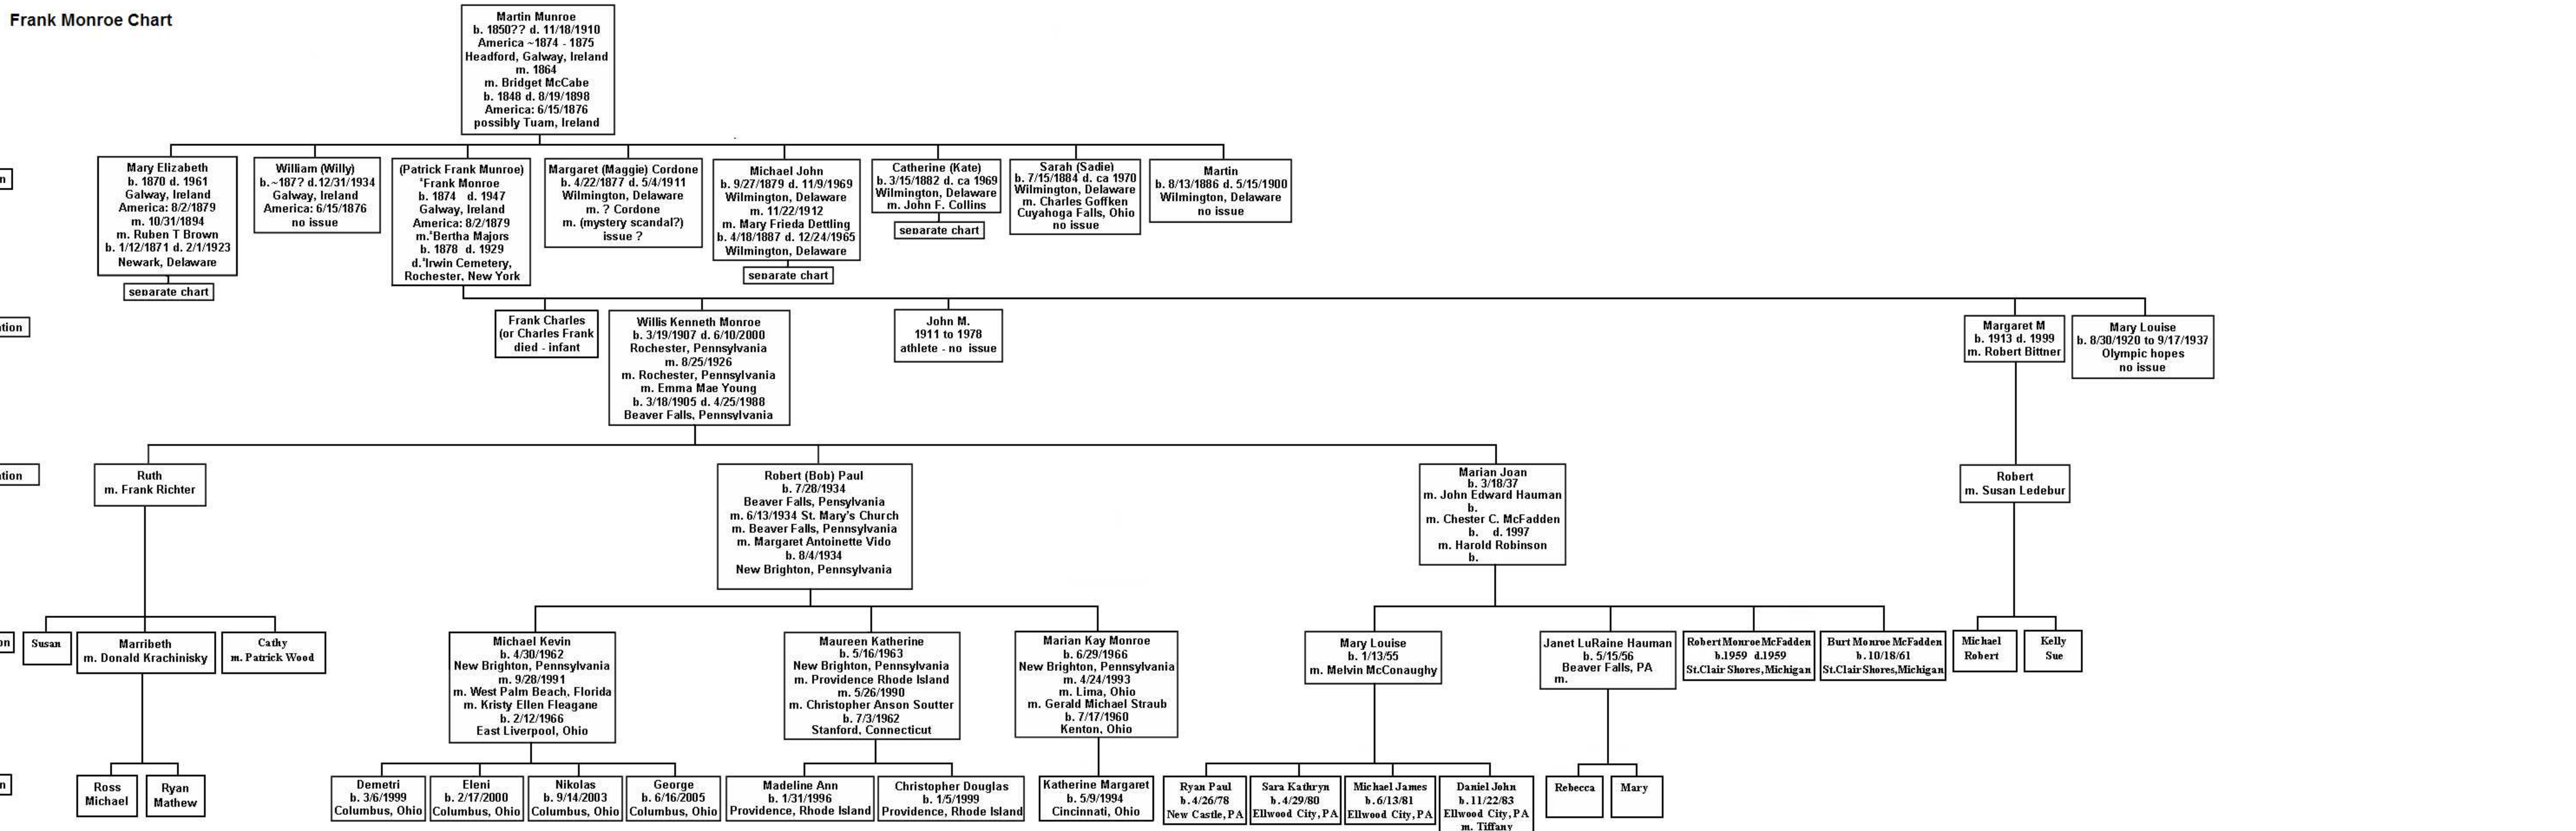 Frank Monroe Chart
Martin Munroe
b. 1850?? d. 11/18/1910
America ~1874 - 1875
Headford, Galway, Ireland
m. 1864
m. Bridget McCabe
b. 1848 d. 8/19/1898
America: 6/15/1876
possibly Tuam, Ireland
n
Mary Elizabeth
b. 1870 d. 1961
Galway, Ireland
America: 8/2/1879
m. 10/31/1894
m. Ruben T Brown
b. 1/12/1871 d. 2/1/1923
Newark, Delaware
separate chart
William (Willy)
b.~187? d.12/31/1934
Galway, Ireland
America: 6/15/1876
no issue
(Patrick Frank Munroe)
*Frank Monroe
b. 1874 d. 1947
Galway, Ireland
America: 8/2/1879
m.*Bertha Majors
b. 1878 d. 1929
d.*Irwin Cemetery,
Rochester, New York
Margaret (Maggie) Cordone
b. 4/22/1877 d. 5/4/1911
Wilmington, Delaware
m. ? Cordone
m. (mystery scandal?)
issue ?
Michael John
b. 9/27/1879 d. 11/9/1969
Wilmington, Delaware
m. 11/22/1912
m. Mary Frieda Dettling
b. 4/18/1887 d. 12/24/1965
Wilmington, Delaware
separate chart
Catherine (Kate)
b. 3/15/1882 d. ca 1969
Wilmington, Delaware
m. John F. Collins
separate chart
Sarah (Sadie)
b. 7/15/1884 d. ca 1970
Wilmington, Delaware
m. Charles Goffken
Cuyahoga Falls, Ohio
no issue
Martin
b. 8/13/1886 d. 5/15/1900
Wilmington, Delaware
no issue
ation
Frank Charles
(or Charles Frank
died - infant
Willis Kenneth Monroe
b. 3/19/1907 d. 6/10/2000
Rochester, Pennsylvania
m. 8/25/1926
m. Rochester, Pennsylvania
m. Emma Mae Young
b. 3/18/1905 d. 4/25/1988
Beaver Falls, Pennsylvania
John M.
1911 to 1978
athlete - no issue
Margaret M
b. 1913 d. 1999
m. Robert Bittner
Mary Louise
b. 8/30/1920 to 9/17/1937
Olympic hopes
no issue
ation
Ruth
m. Frank Richter
Robert (Bob) Paul
b. 7/28/1934
Beaver Falls, Pensylvania
m. 6/13/1934 St. Mary's Church
m. Beaver Falls, Pennsylvania
m. Margaret Antoinette Vido
b. 8/4/1934
New Brighton, Pennsylvania
Marian Joan
b. 3/18/37
m. John Edward Hauman
b.
m. Chester C. McFadden
b. d. 1997
m. Harold Robinson
b.
Robert
m. Susan Ledebur
on
Susan
Marribeth
m. Donald Krachinisky
Cathy
m. Patrick Wood
Michael Kevin
b. 4/30/1962
New Brighton, Pennsylvania
m. 9/28/1991
m. West Palm Beach, Florida
m. Kristy Ellen Fleagane
b. 2/12/1966
East Liverpool, Ohio
Maureen Katherine
b. 5/16/1963
New Brighton, Pennsylvania
m. Providence Rhode Island
m. 5/26/1990
m. Christopher Anson Soutter
b. 7/3/1962
Stanford, Connecticut
Marian Kay Monroe
b. 6/29/1966
New Brighton, Pennsylvania
m. 4/24/1993
m. Lima, Ohio
m. Gerald Michael Straub
b. 7/17/1960
Kenton, Ohio
Mary Louise
b. 1/13/55
m. Melvin McConaughy
Janet LuRaine Hauman
b. 5/15/56
Beaver Falls, PA
m.
Robert Monroe McFadden
b.1959 d.1959
St.Clair Shores, Michigan
Burt Monroe McFadden
b. 10/18/61
St.Clair Shores, Michigan
Michael
Robert
Kelly
Sue
n
Ross
Michael
Ryan
Mathew
Demetri
b. 3/6/1999
Columbus, Ohio
Eleni
b. 2/17/2000
Columbus, Ohio
Nikolas
b. 9/14/2003
Columbus, Ohio
George
b. 6/16/2005
Columbus, Ohio
Madeline Ann
b. 1/31/1996
Providence, Rhode Island
Christopher Douglas
b. 1/5/1999
Providence, Rhode Island
Katherine Margaret
b. 5/9/1994
Cincinnati, Ohio
Ryan Paul
b. 4/26/78
New Castle, PA
Sara Kathryn
b. 4/29/80
Ellwood City, PA
Michael James
b. 6/13/81
Ellwood City, PA
Daniel John
b. 11/22/83
Ellwood City, PA
m. Tiffany
Rebecca
Mary